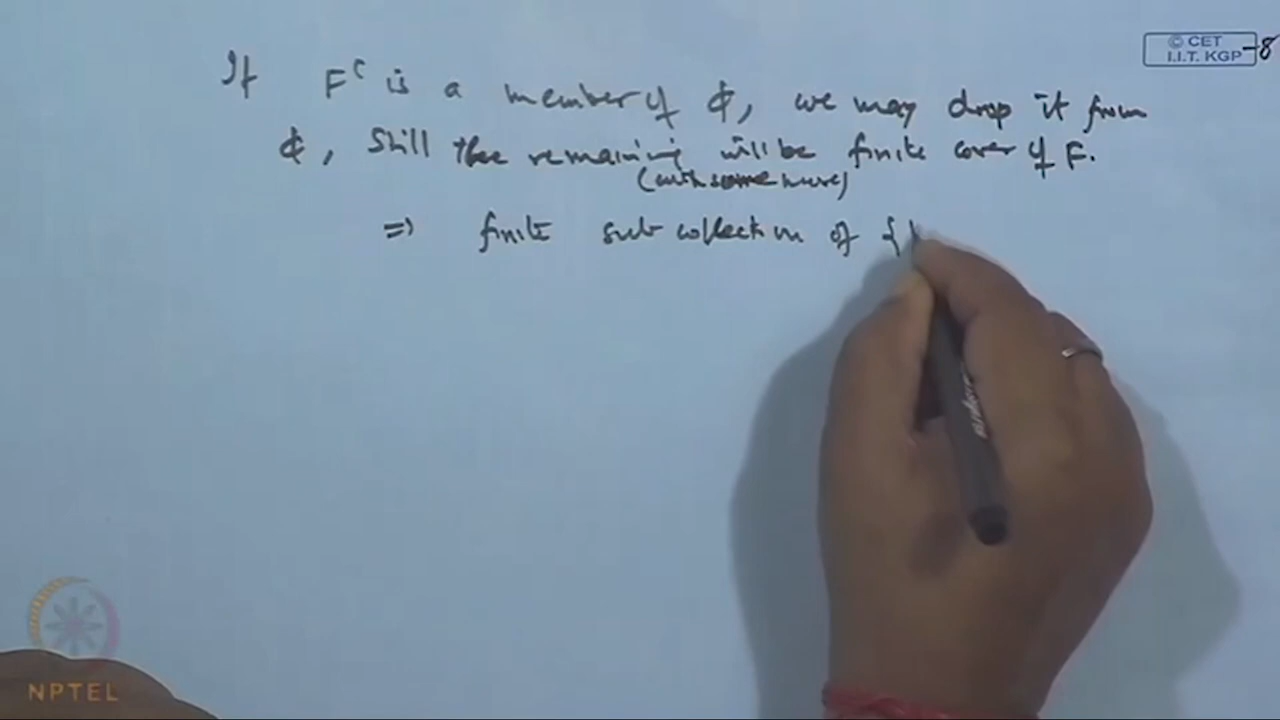 © CET
I.I.T. KGP
-8
If F^c is a member of Φ, we may drop it from
Φ, still the remaining will be finite cover of F.
(with some more)
⇒ finite sub collection of {
NPTEL